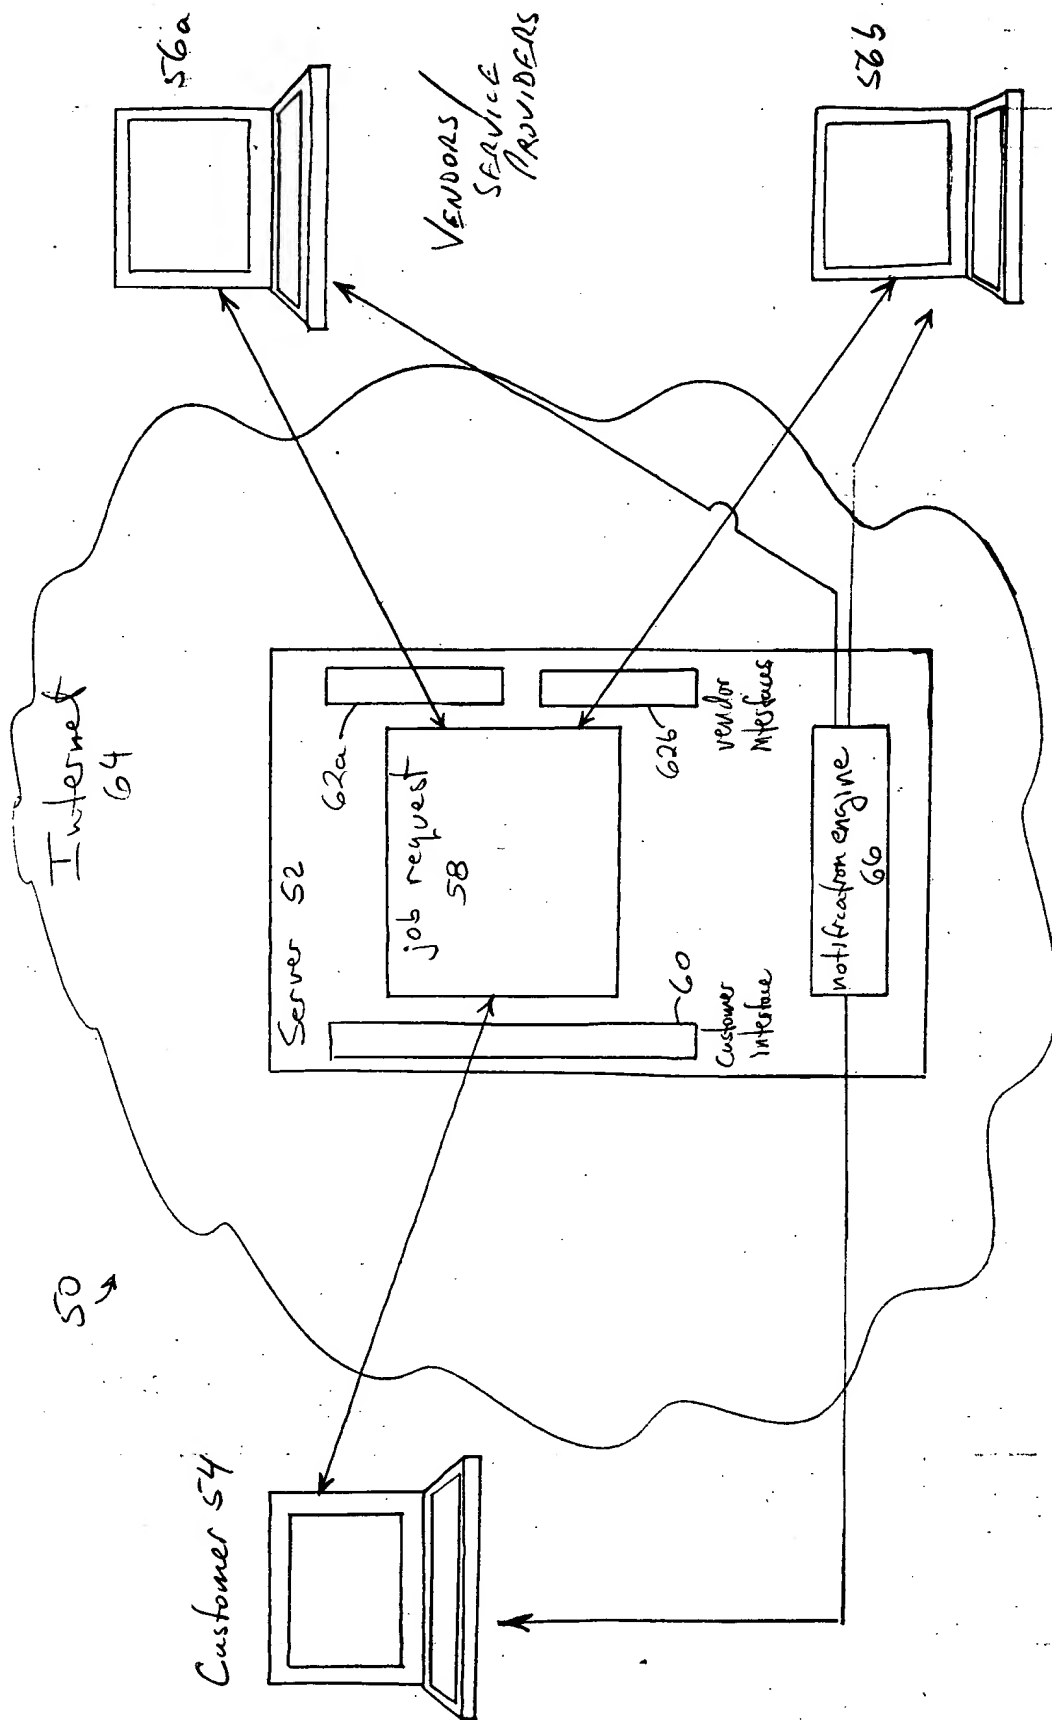 50
Internet
64
Customer 54
Server 52
job request
58
60
Customer
Interface
62a
62b
vendor
interfaces
notification engine
66
56a
VENDORS /
SERVICE
PROVIDERS
56b